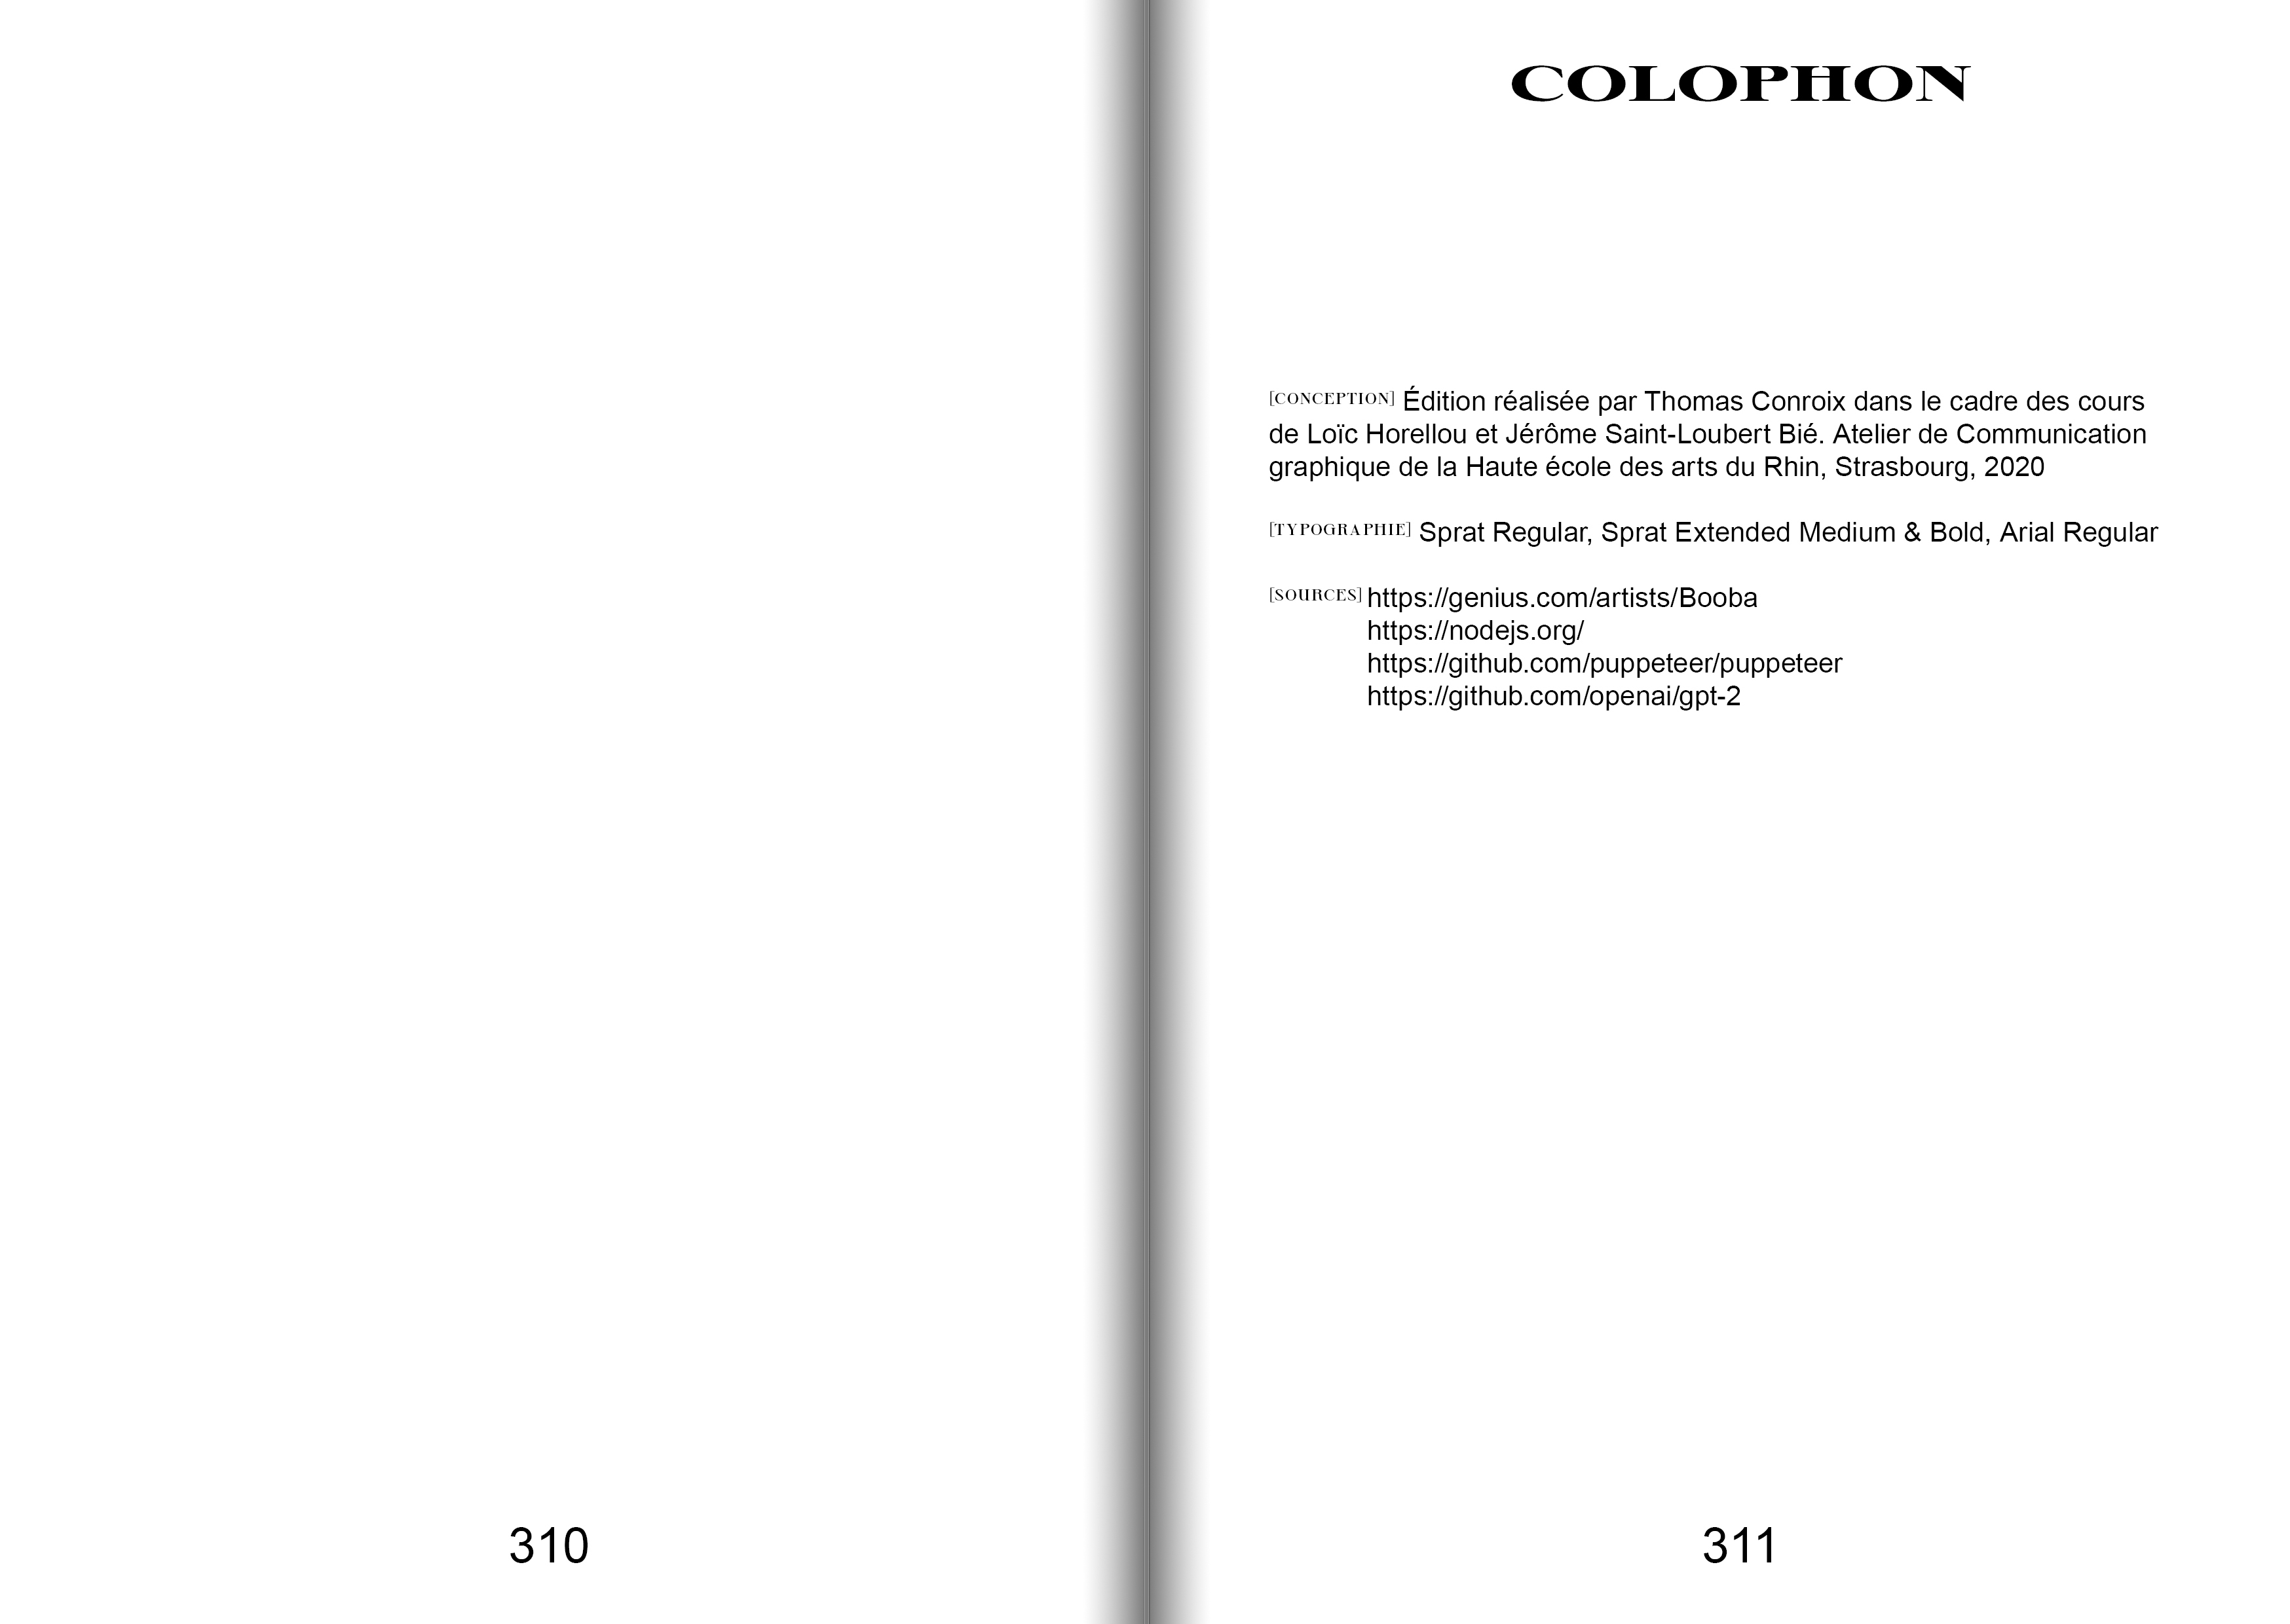 COLOPHON
[CONCEPTION] Édition réalisée par Thomas Conroix dans le cadre des cours
de Loïc Horellou et Jérôme Saint-Loubert Bié. Atelier de Communication
graphique de la Haute école des arts du Rhin, Strasbourg, 2020
[TYPOGRAPHIE] Sprat Regular, Sprat Extended Medium & Bold, Arial Regular
[SOURCES] https://genius.com/artists/Booba
https://nodejs.org/
https://github.com/puppeteer/puppeteer
https://github.com/openai/gpt-2
310
311